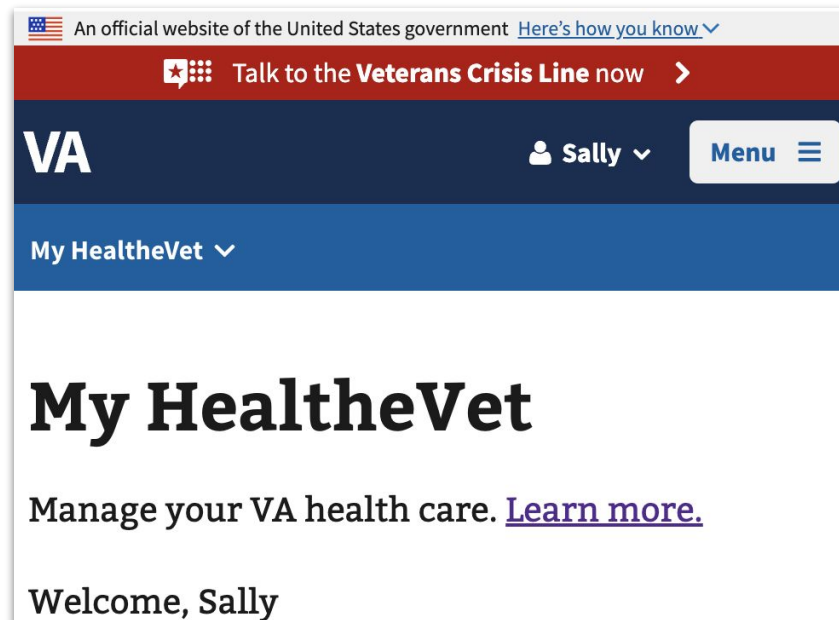 An official website of the United States government Here’s how you know
Talk to the Veterans Crisis Line now
VA Sally Menu
My HealtheVet
My HealtheVet
Manage your VA health care. Learn more.
Welcome, Sally